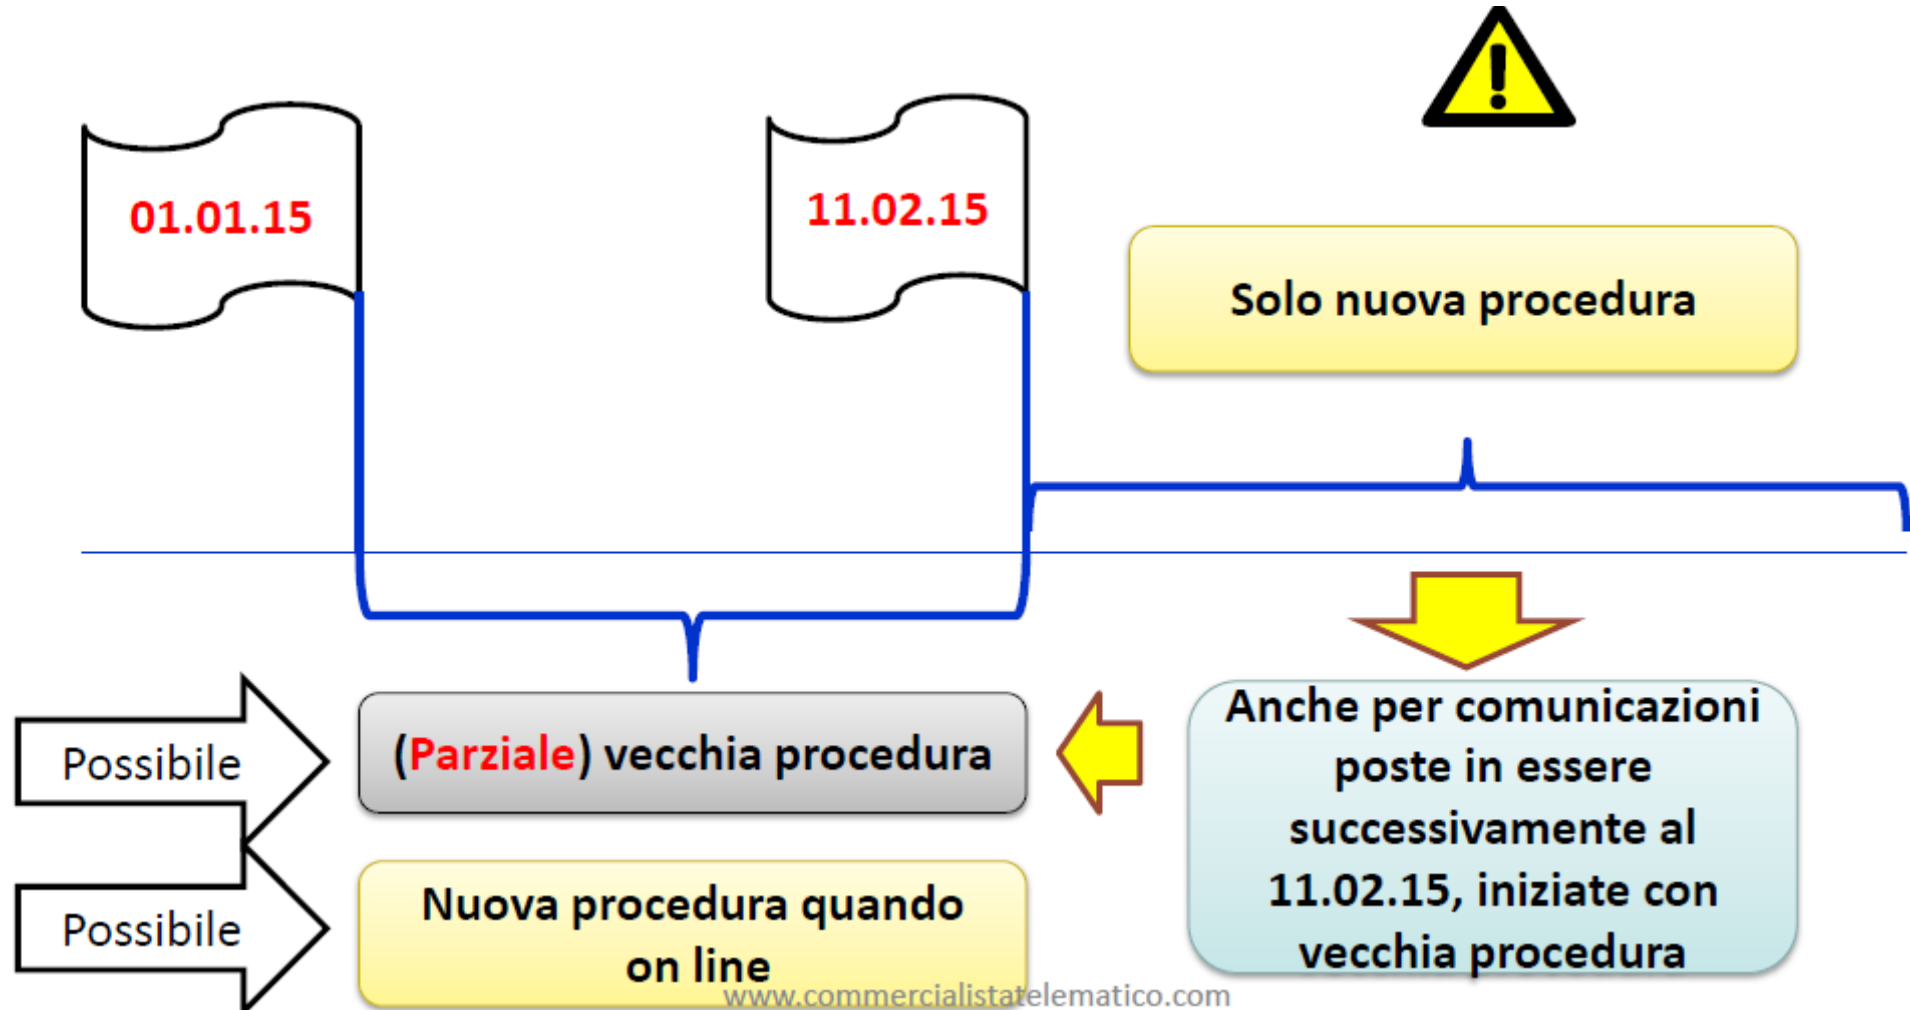 01.01.15
11.02.15
Solo nuova procedura
Possibile
(Parziale) vecchia procedura
Anche per comunicazioni
poste in essere
successivamente al
11.02.15, iniziate con
vecchia procedura
Possibile
Nuova procedura quando
on line
www.commercialistatelematico.com